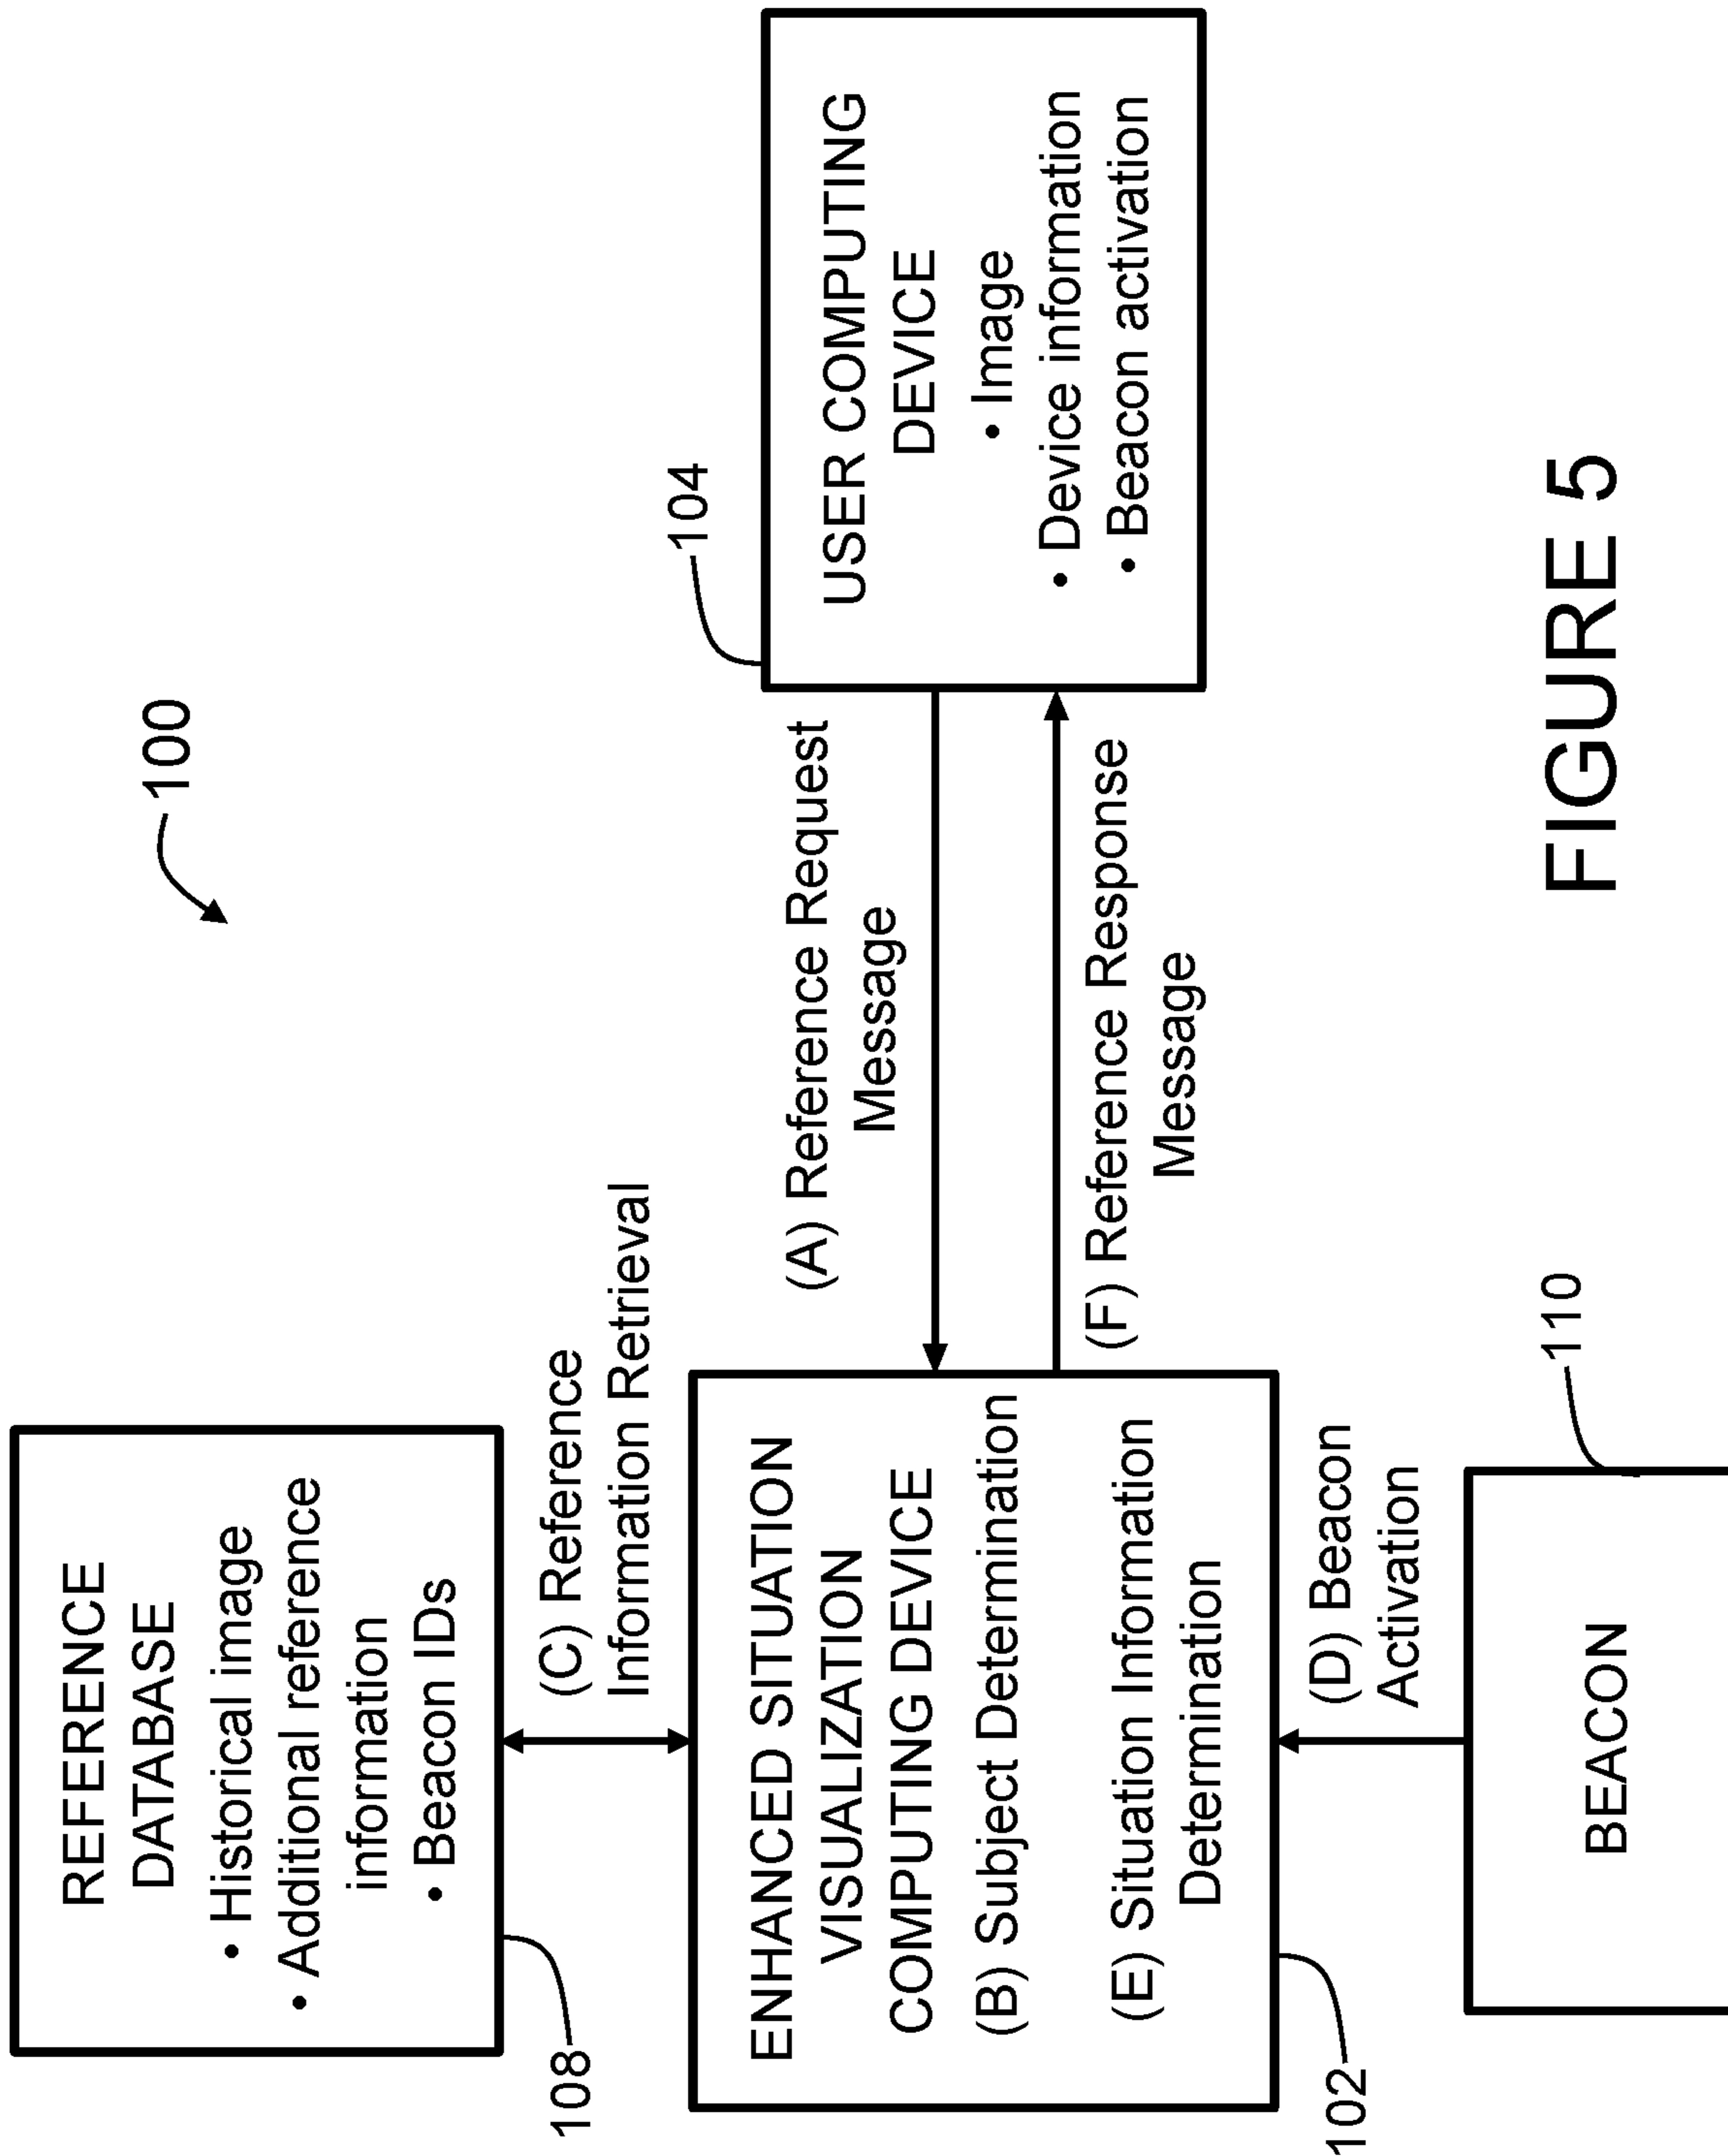 100
REFERENCE
DATABASE
• Historical image
• Additional reference
information
• Beacon IDs
108
(C) Reference
Information Retrieval
ENHANCED SITUATION
VISUALIZATION
COMPUTING DEVICE
(B) Subject Determination
(E) Situation Information
Determination
102
(A) Reference Request
Message
(F) Reference Response
Message
104
USER COMPUTING
DEVICE
• Image
• Device information
• Beacon activation
(D) Beacon
Activation
110
BEACON
FIGURE 5